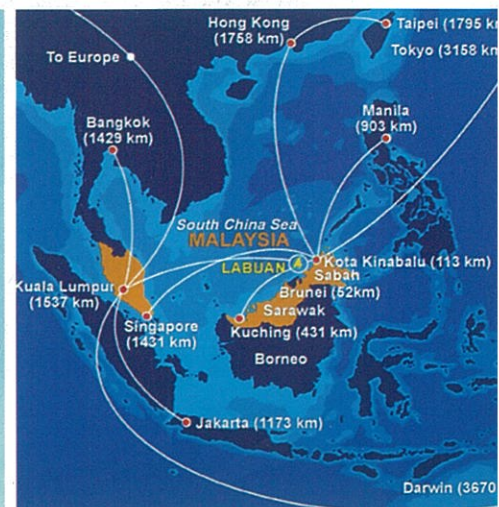 Hong Kong
(1758 km)
Taipei (1795 k
Tokyo (3158 km
To Europe
Bangkok
(1429 km)
Manila
(903 km)
South China Sea
MALAYSIA
LABUAN
Kota Kinabalu (113 km)
Sabah
Brunei (52km)
Sarawak
Kuching (431 km)
Kuala Lumpur
(1537 km)
Singapore
(1431 km)
Borneo
Jakarta (1173 km)
Darwin (3670